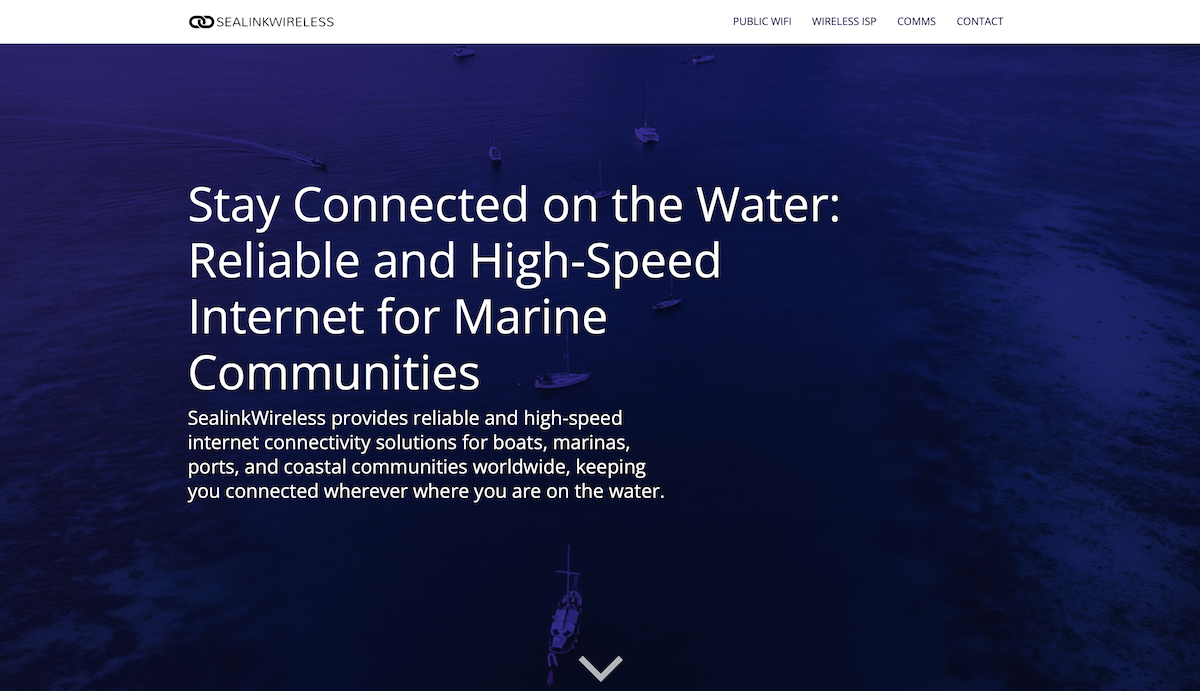 SEALINKWIRELESS
PUBLIC WIFI
WIRELESS ISP
COMMS
CONTACT
Stay Connected on the Water:
Reliable and High-Speed
Internet for Marine
Communities
SealinkWireless provides reliable and high-speed
internet connectivity solutions for boats, marinas,
ports, and coastal communities worldwide, keeping
you connected wherever where you are on the water.